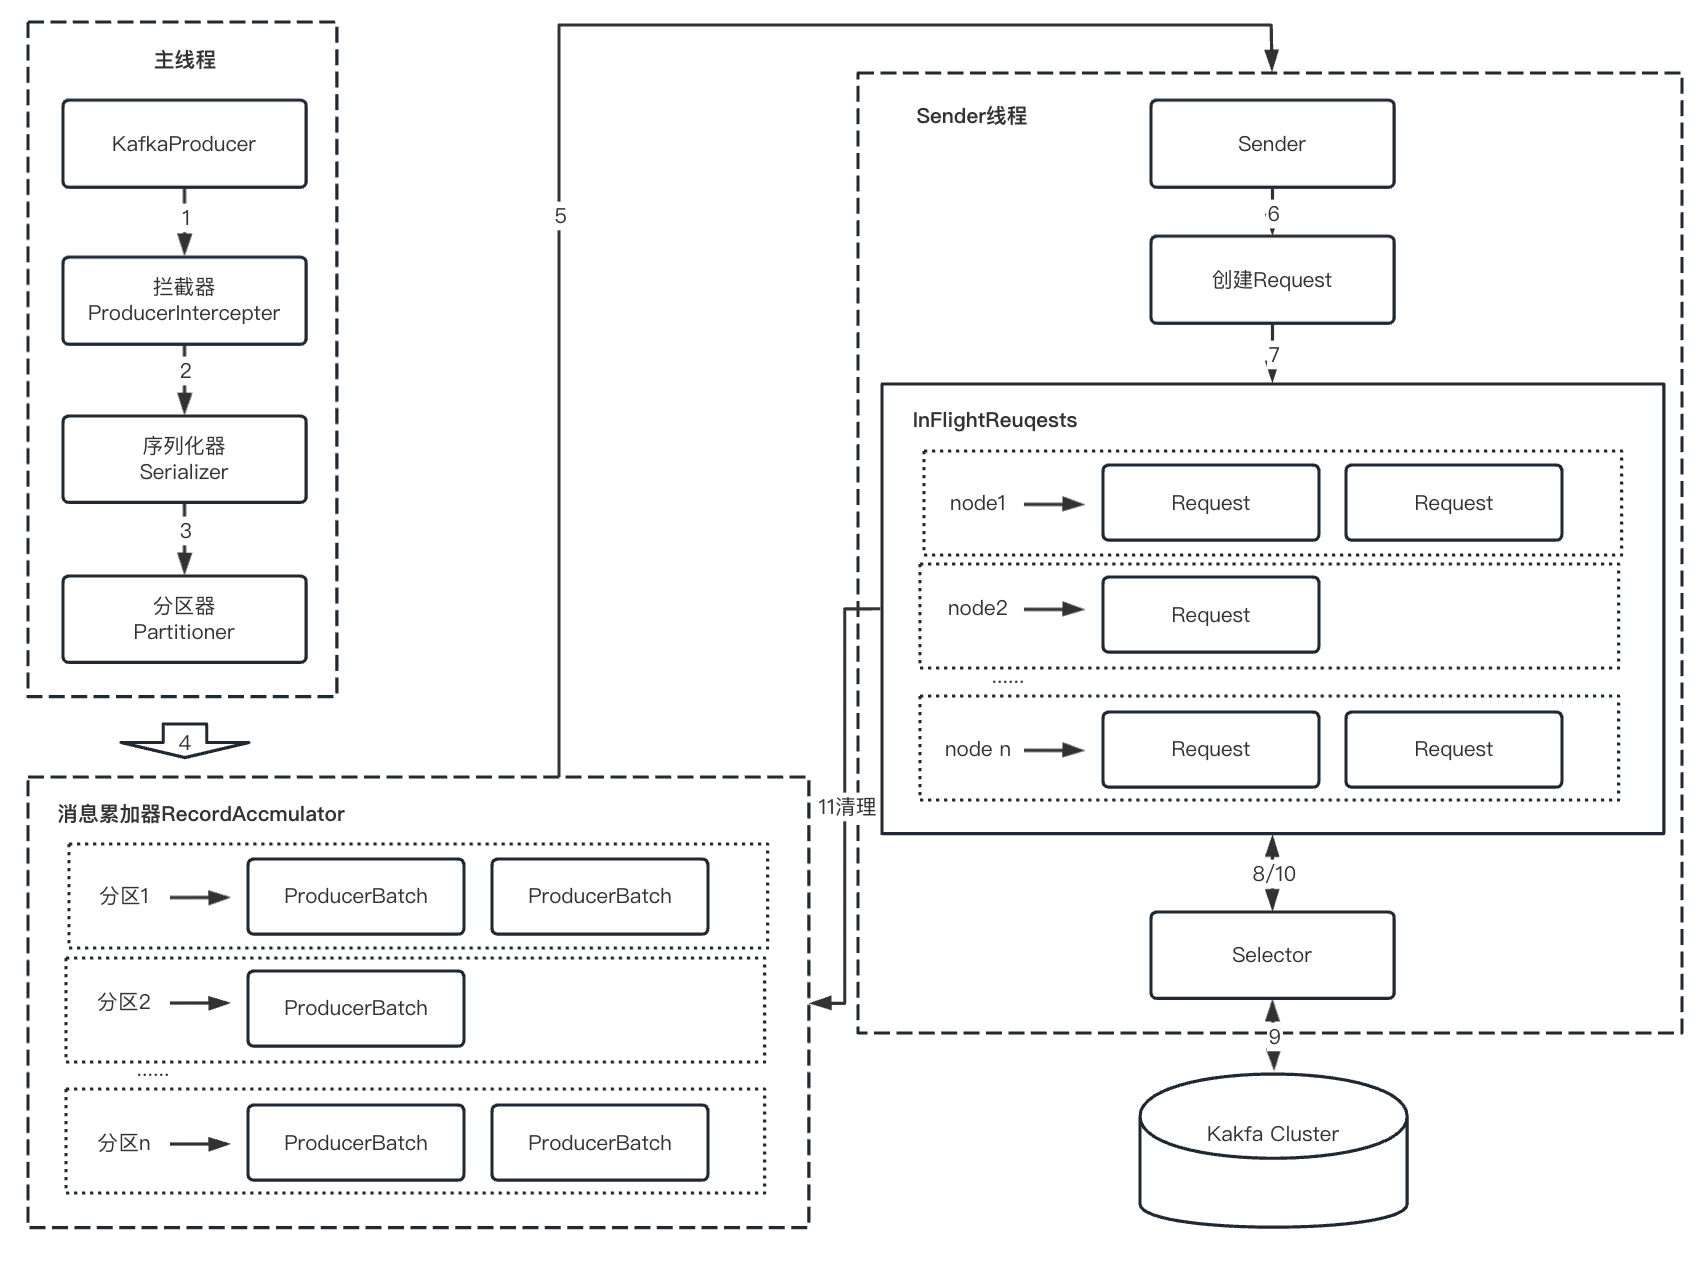 主线程
KafkaProducer
1
拦截器
ProducerIntercepter
2
序列化器
Serializer
3
分区器
Partitioner
4
消息累加器RecordAccmulator
分区1
ProducerBatch
ProducerBatch
分区2
ProducerBatch
......
分区n
ProducerBatch
ProducerBatch
5
Sender线程
Sender
6
创建Request
7
InFlightReuqests
node1
Request
Request
node2
Request
......
node n
Request
Request
11清理
8/10
Selector
9
Kakfa Cluster